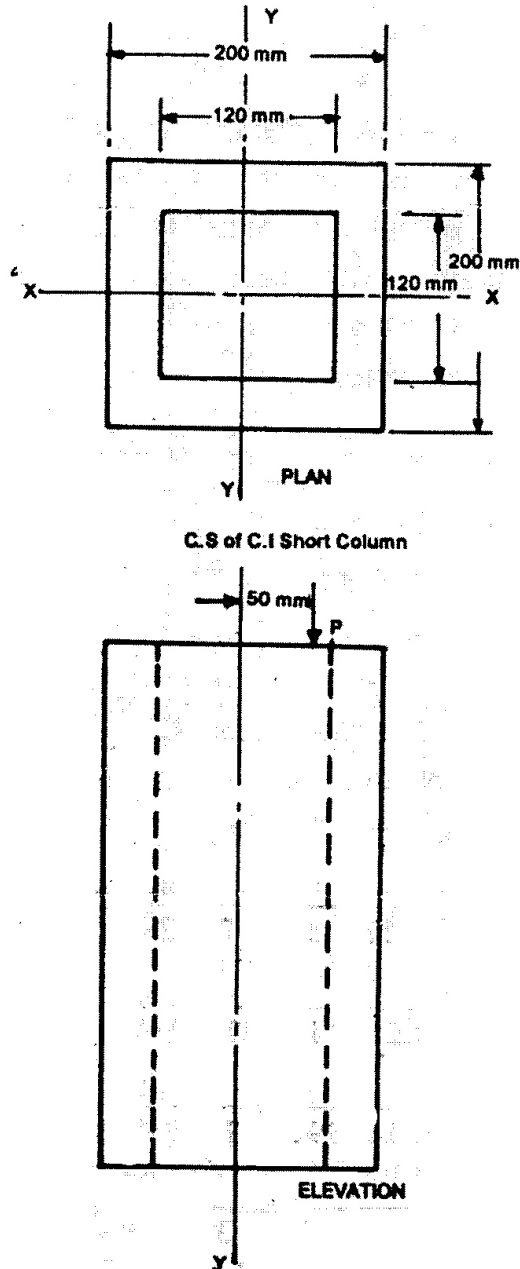 Y
200 mm
120 mm
200 mm
120 mm
X
X
Y
PLAN
C.S of C.I Short Column
50 mm
P
ELEVATION
Y